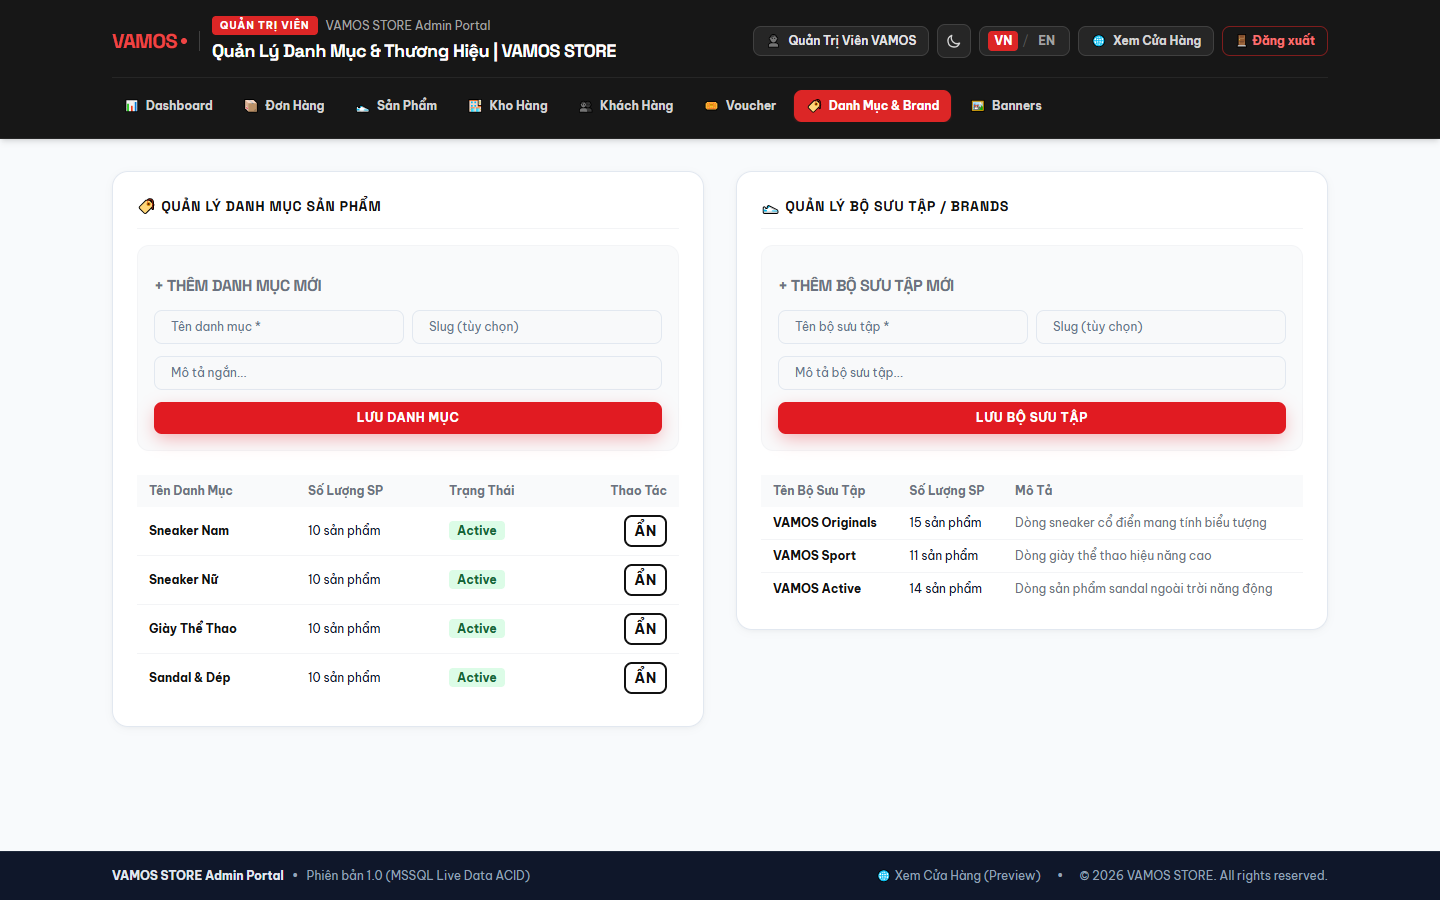 VAMOS
QUẢN TRỊ VIÊN VAMOS STORE Admin Portal
Quản Lý Danh Mục & Thương Hiệu | VAMOS STORE
Quản Trị Viên VAMOS
VN / EN
Xem Cửa Hàng
Đăng xuất
Dashboard
Đơn Hàng
Sản Phẩm
Kho Hàng
Khách Hàng
Voucher
Danh Mục & Brand
Banners
QUẢN LÝ DANH MỤC SẢN PHẨM
+ THÊM DANH MỤC MỚI
Tên danh mục * Slug (tùy chọn)
Mô tả ngắn...
LƯU DANH MỤC
Tên Danh Mục Số Lượng SP Trạng Thái Thao Tác
Sneaker Nam 10 sản phẩm Active ẨN
Sneaker Nữ 10 sản phẩm Active ẨN
Giày Thể Thao 10 sản phẩm Active ẨN
Sandal & Dép 10 sản phẩm Active ẨN
QUẢN LÝ BỘ SƯU TẬP / BRANDS
+ THÊM BỘ SƯU TẬP MỚI
Tên bộ sưu tập * Slug (tùy chọn)
Mô tả bộ sưu tập...
LƯU BỘ SƯU TẬP
Tên Bộ Sưu Tập Số Lượng SP Mô Tả
VAMOS Originals 15 sản phẩm Dòng sneaker cổ điển mang tính biểu tượng
VAMOS Sport 11 sản phẩm Dòng giày thể thao hiệu năng cao
VAMOS Active 14 sản phẩm Dòng sản phẩm sandal ngoài trời năng động
VAMOS STORE Admin Portal • Phiên bản 1.0 (MSSQL Live Data ACID)
Xem Cửa Hàng (Preview) • © 2026 VAMOS STORE. All rights reserved.